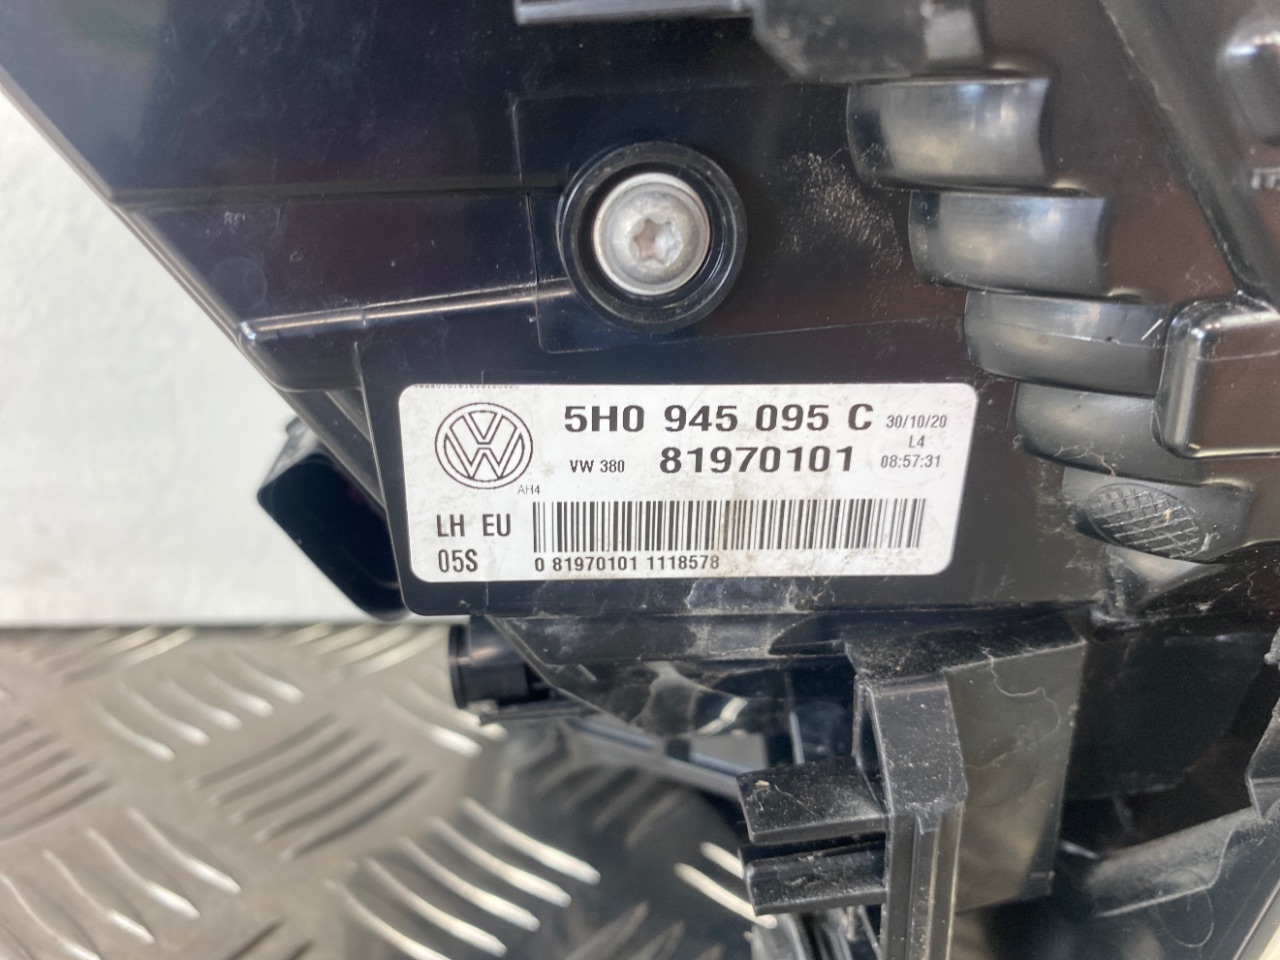 5H0 945 095 C 30/10/20
L4
VW 380 81970101 08:57:31
AH4
LH EU
05S
0 81970101 1118578